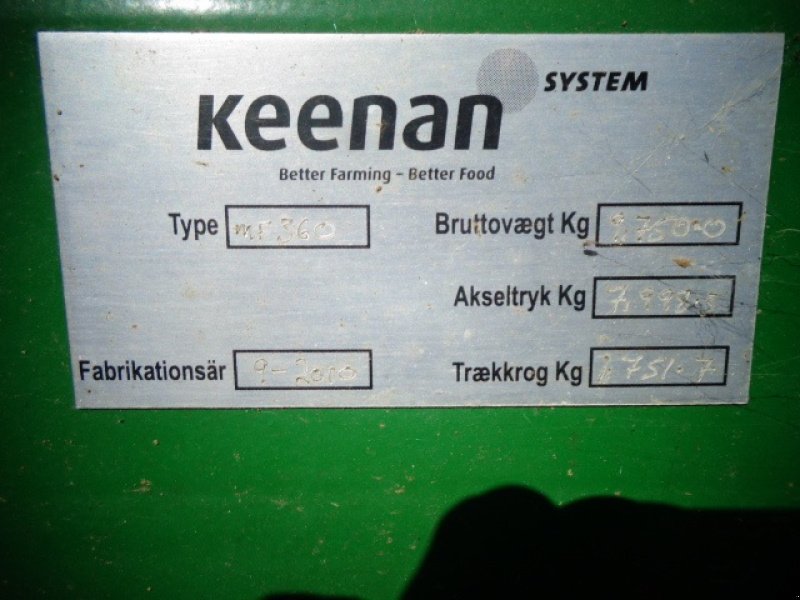 Keenan SYSTEM
Better Farming - Better Food
Type MF 360 Bruttovægt Kg
Akseltryk Kg
Fabrikationsär 9-2010 Trækkrog Kg